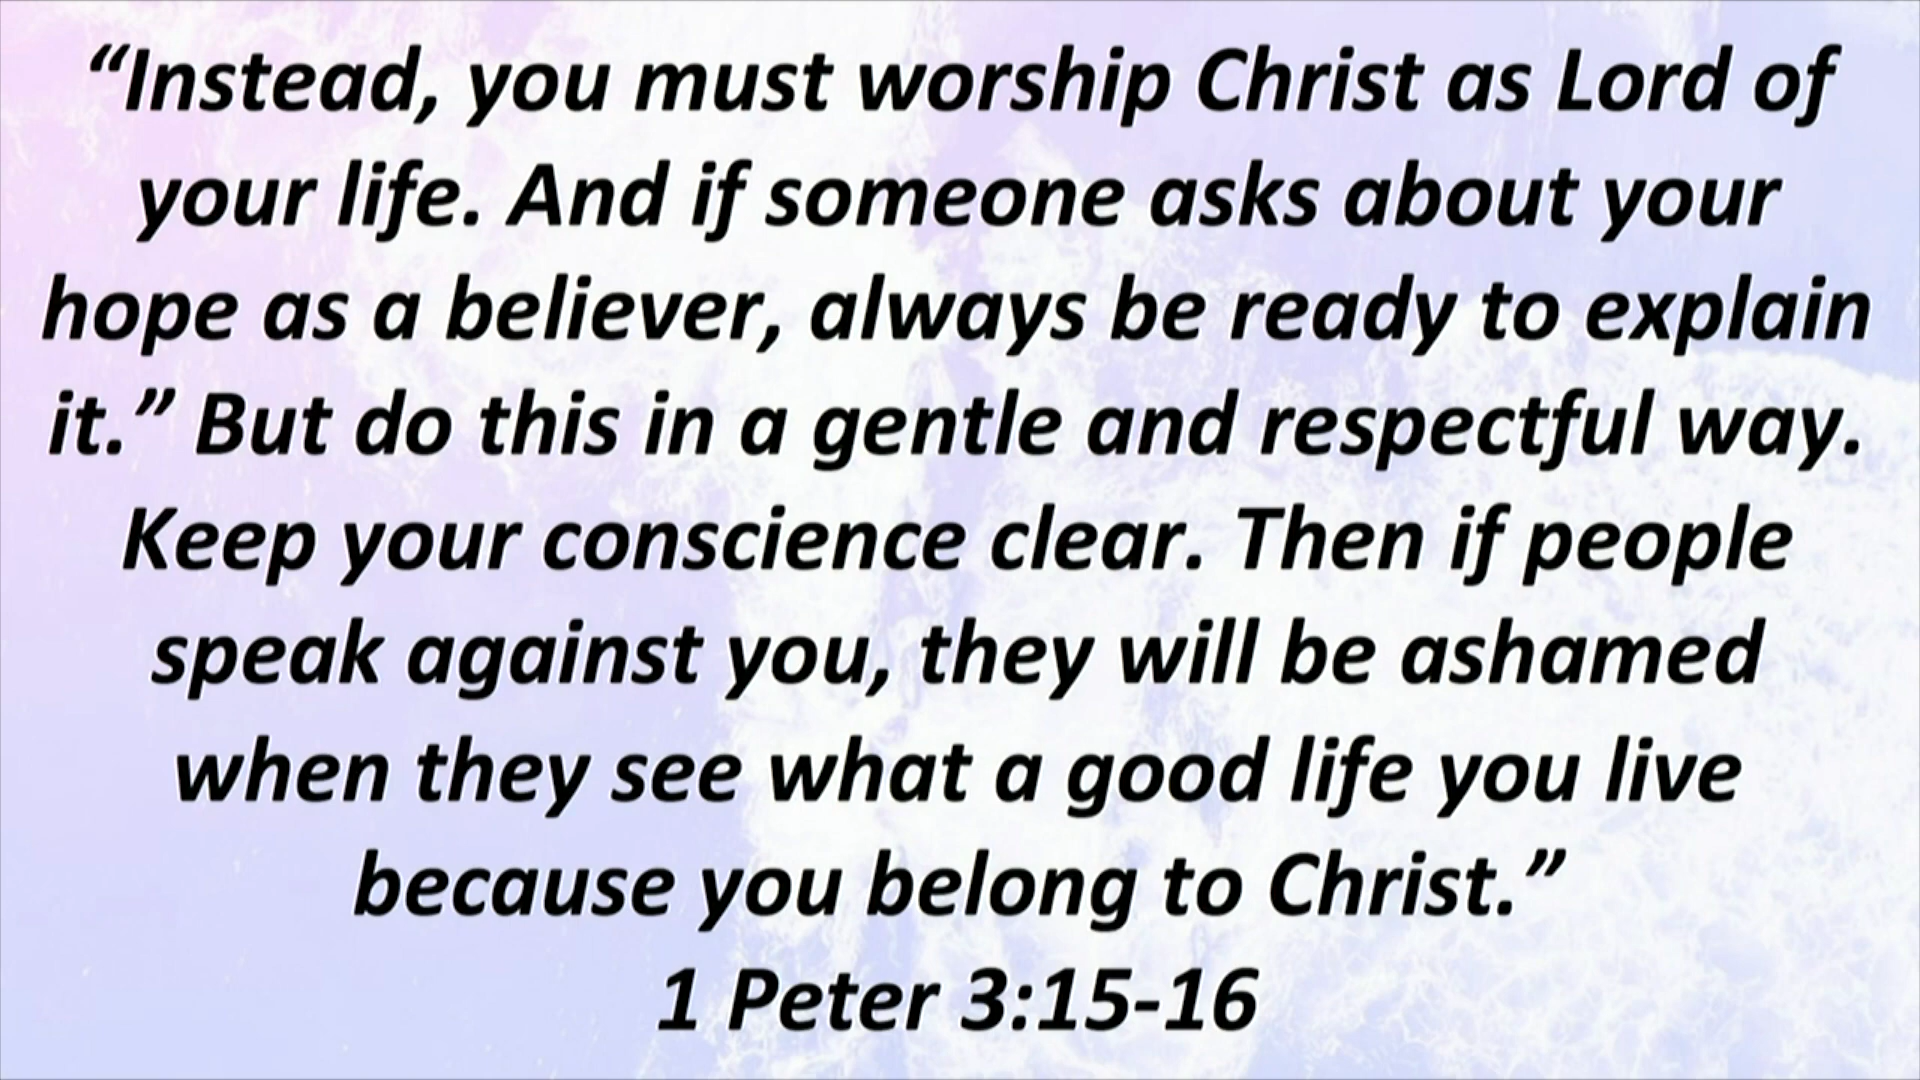 “Instead, you must worship Christ as Lord of
your life. And if someone asks about your
hope as a believer, always be ready to explain
it.” But do this in a gentle and respectful way.
Keep your conscience clear. Then if people
speak against you, they will be ashamed
when they see what a good life you live
because you belong to Christ.”
1 Peter 3:15-16